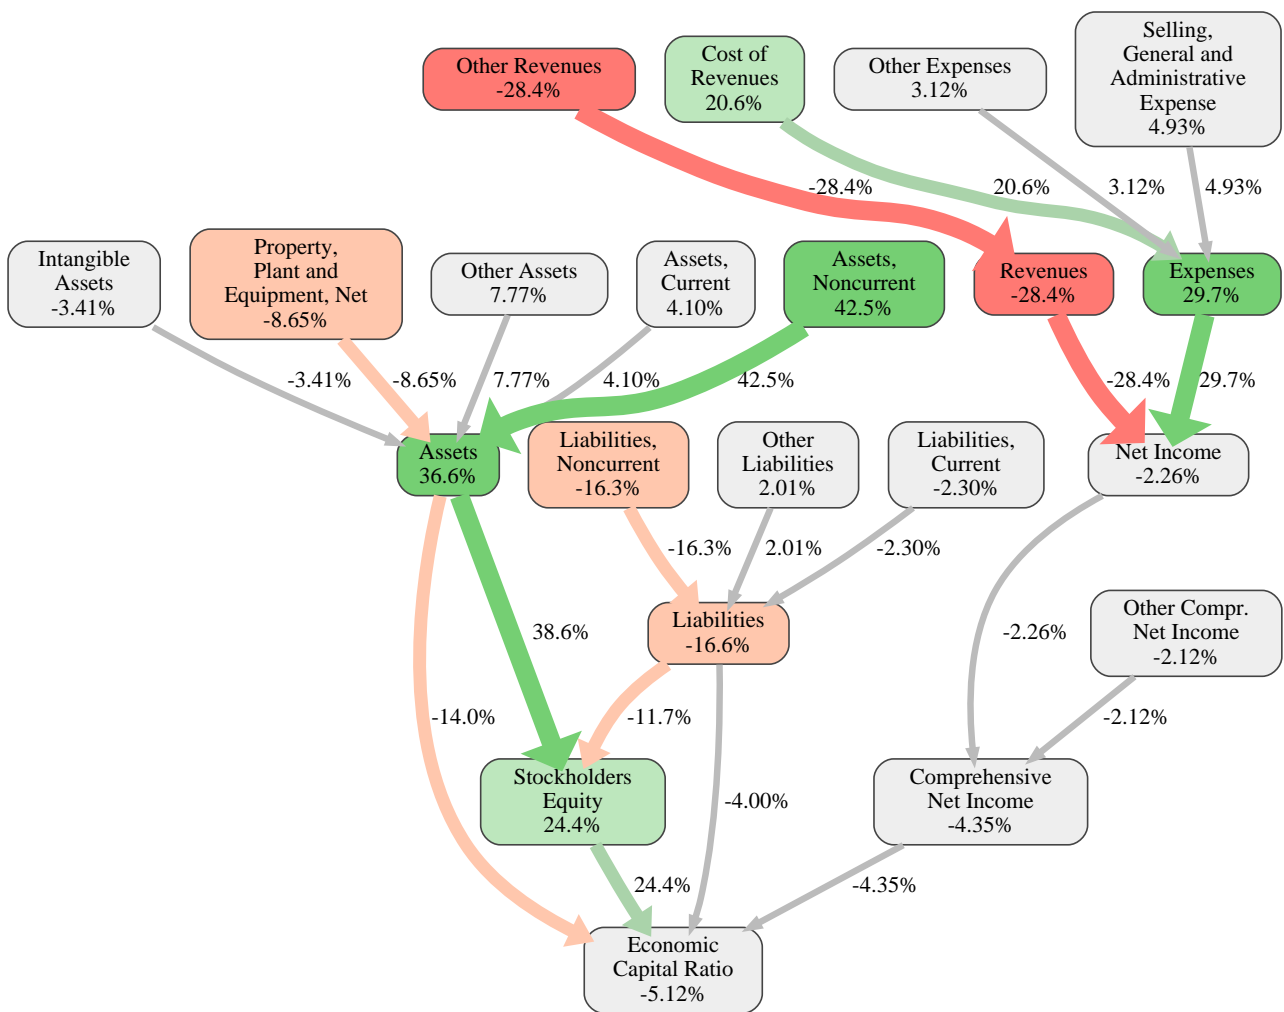 Other Revenues
-28.4%
Cost of
Revenues
20.6%
Other Expenses
3.12%
Selling,
General and
Administrative
Expense
4.93%
-28.4%
20.6%
3.12%
4.93%
Intangible
Assets
-3.41%
Property,
Plant and
Equipment, Net
-8.65%
Other Assets
7.77%
Assets,
Current
4.10%
Assets,
Noncurrent
42.5%
Revenues
-28.4%
Expenses
29.7%
-3.41%
-8.65%
7.77%
4.10%
42.5%
-28.4%
29.7%
Assets
36.6%
Liabilities,
Noncurrent
-16.3%
Other
Liabilities
2.01%
Liabilities,
Current
-2.30%
Net Income
-2.26%
-16.3%
2.01%
-2.30%
38.6%
Liabilities
-16.6%
-2.26%
Other Compr.
Net Income
-2.12%
-14.0%
-11.7%
-2.12%
Stockholders
Equity
24.4%
-4.00%
Comprehensive
Net Income
-4.35%
24.4%
-4.35%
Economic
Capital Ratio
-5.12%